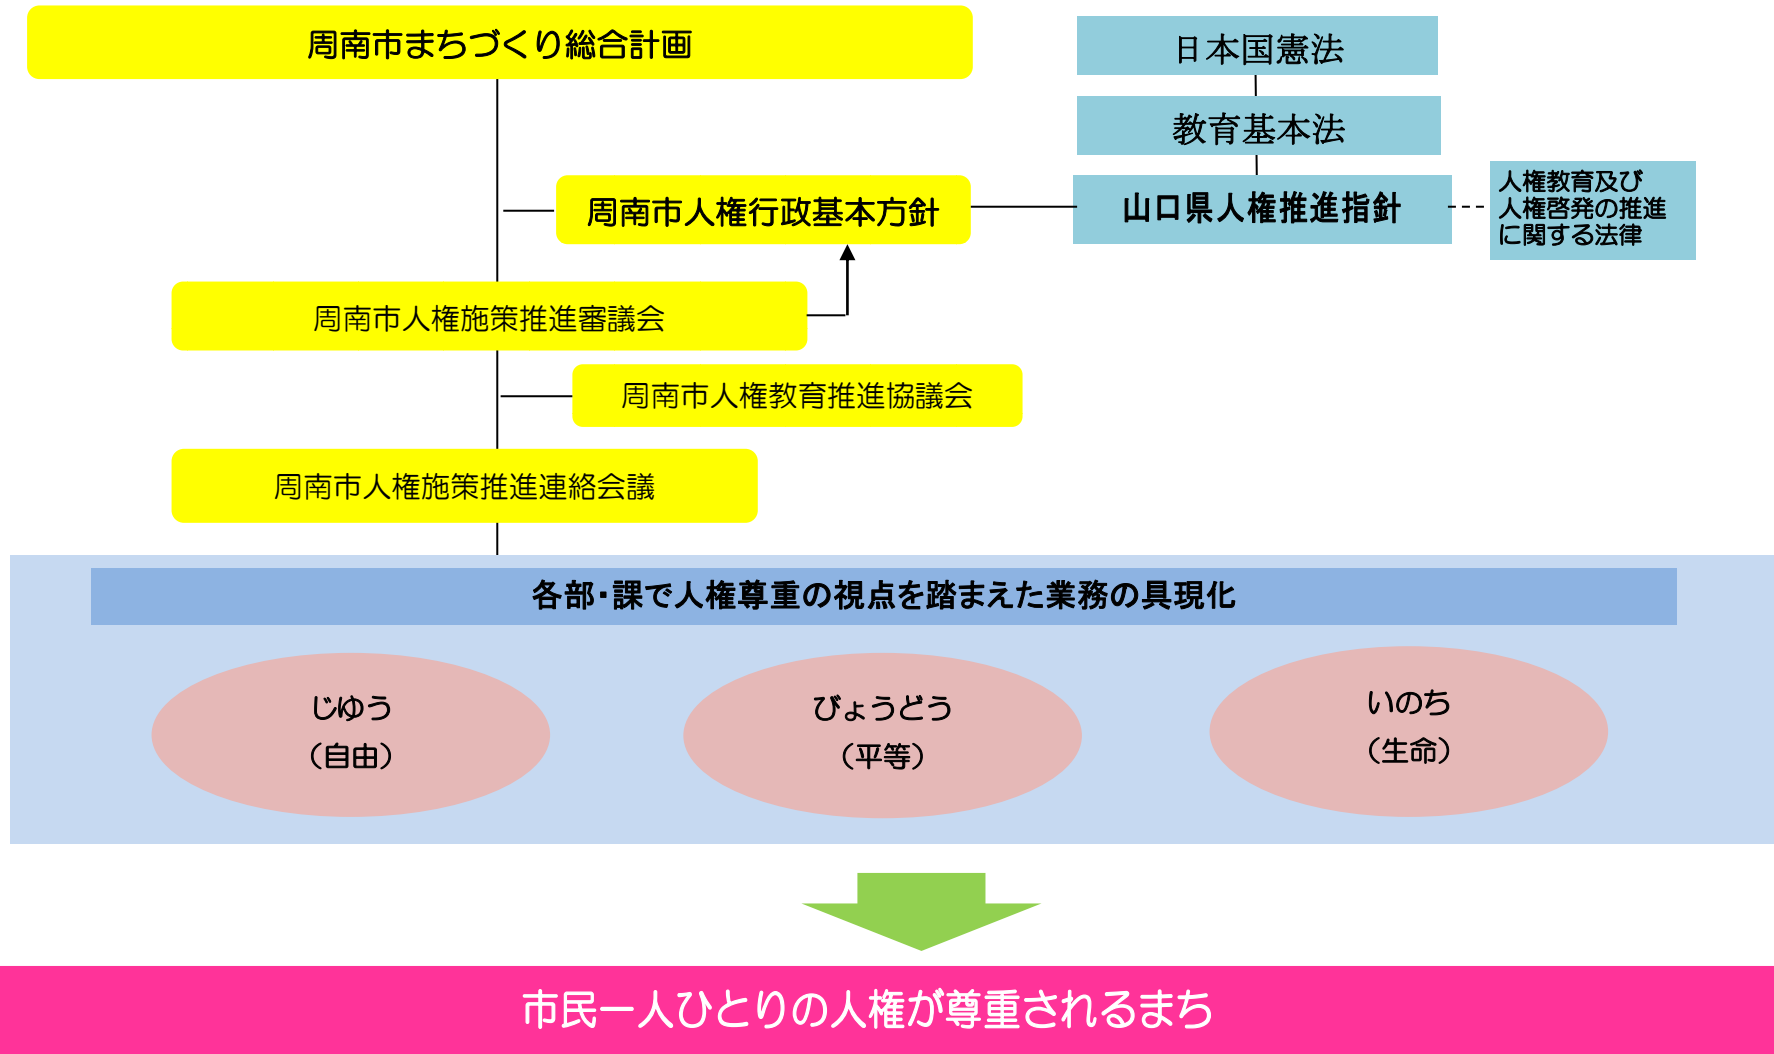 周南市まちづくり総合計画
日本国憲法
教育基本法
周南市人権行政基本方針
山口県人権推進指針
人権教育及び
人権啓発の推進
に関する法律
周南市人権施策推進審議会
周南市人権教育推進協議会
周南市人権施策推進連絡会議
各部・課で人権尊重の視点を踏まえた業務の具現化
じゆう
（自由）
びょうどう
（平等）
いのち
（生命）
市民一人ひとりの人権が尊重されるまち